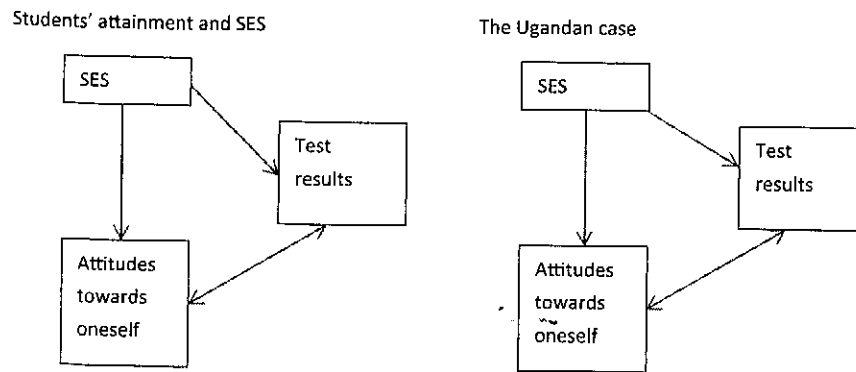 Students' attainment and SES
SES
Test
results
Attitudes
towards
oneself
The Ugandan case
SES
Test
results
Attitudes
towards
oneself